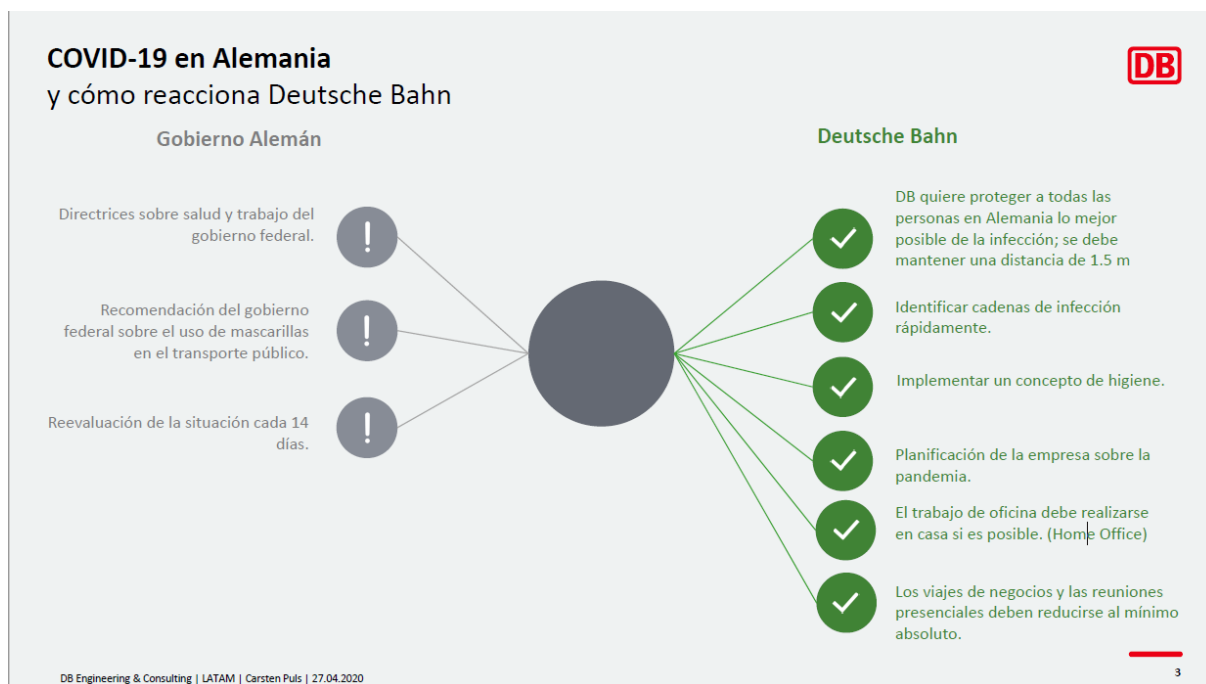 COVID-19 en Alemania
y cómo reacciona Deutsche Bahn
DB
Gobierno Alemán
Directrices sobre salud y trabajo del
gobierno federal.
Recomendación del gobierno
federal sobre el uso de mascarillas
en el transporte público.
Reevaluación de la situación cada 14
días.
Deutsche Bahn
DB quiere proteger a todas las
personas en Alemania lo mejor
posible de la infección; se debe
mantener una distancia de 1.5 m
Identificar cadenas de infección
rápidamente.
Implementar un concepto de higiene.
Planificación de la empresa sobre la
pandemia.
El trabajo de oficina debe realizarse
en casa si es posible. (Home Office)
Los viajes de negocios y las reuniones
presenciales deben reducirse al mínimo
absoluto.
DB Engineering & Consulting | LATAM | Carsten Puls | 27.04.2020
3